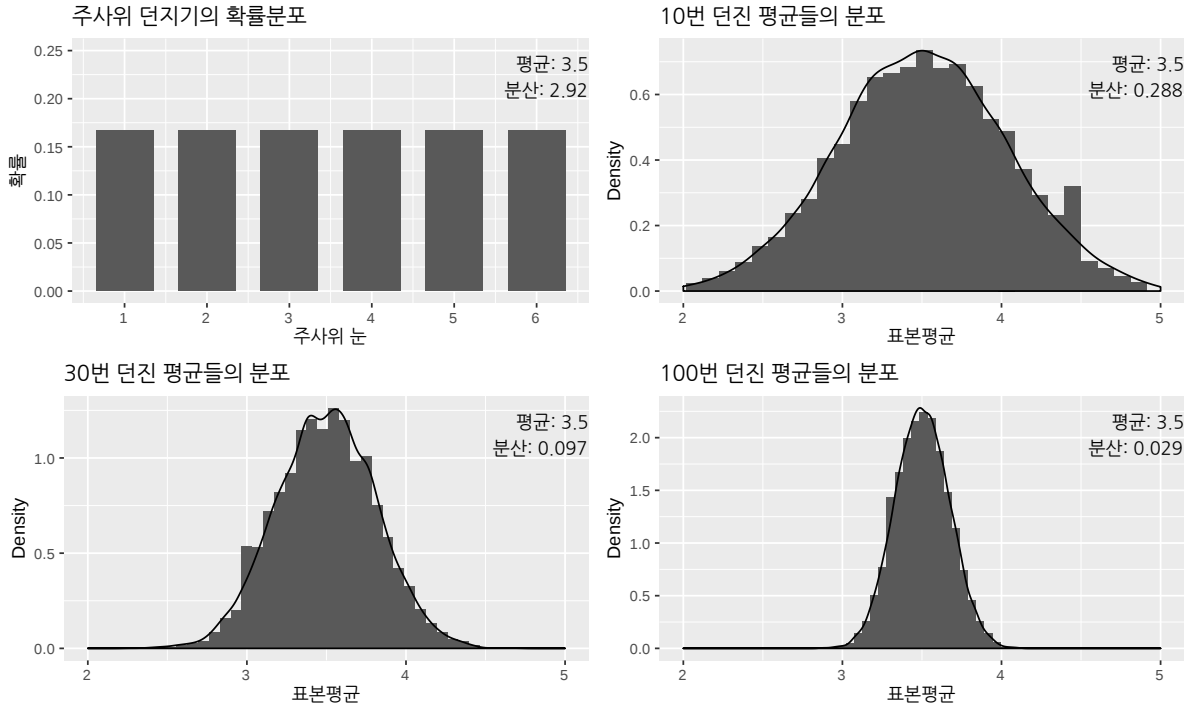 주사위 던지기의 확률분포
평균: 3.5
분산: 2.92
0.25
0.20
0.15
0.10
0.05
0.00
확률
1 2 3 4 5 6
주사위 눈
10번 던진 평균들의 분포
평균: 3.5
분산: 0.288
0.6
0.4
0.2
0.0
Density
2 3 4 5
표본평균
30번 던진 평균들의 분포
평균: 3.5
분산: 0.097
1.0
0.5
0.0
Density
2 3 4 5
표본평균
100번 던진 평균들의 분포
평균: 3.5
분산: 0.029
2.0
1.5
1.0
0.5
0.0
Density
2 3 4 5
표본평균